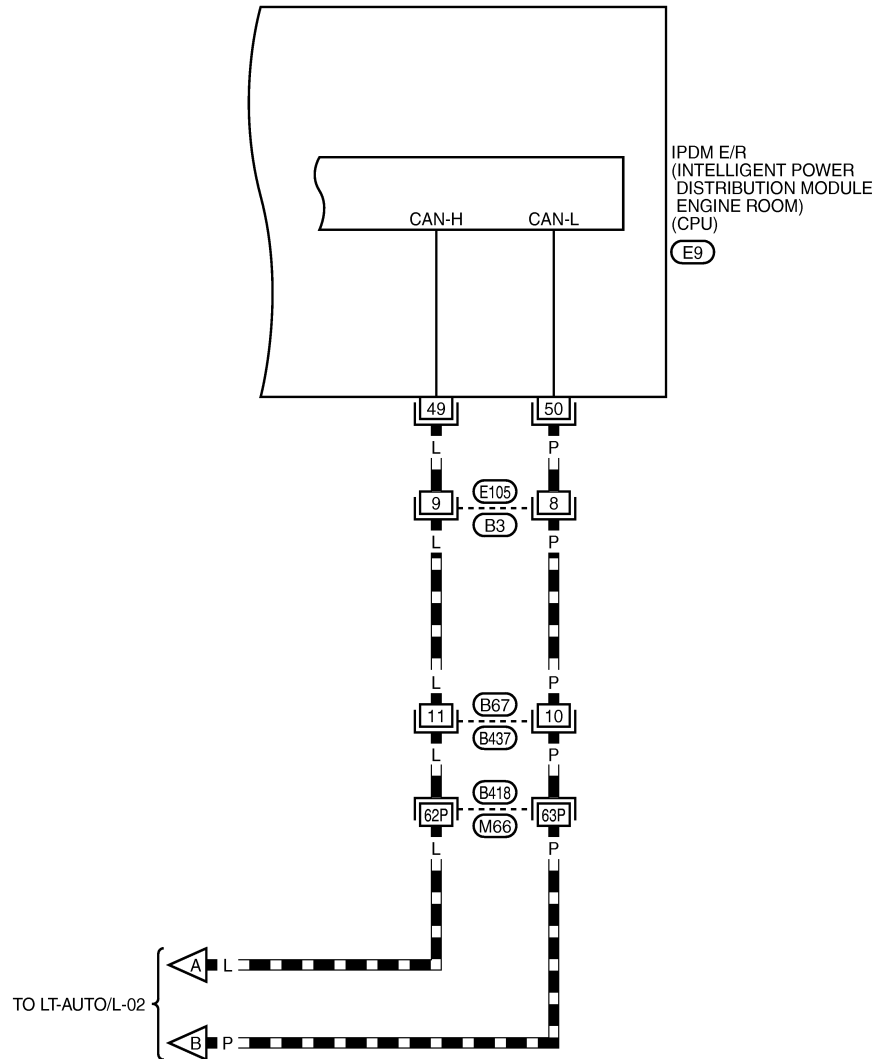 IPDM E/R
(INTELLIGENT POWER
DISTRIBUTION MODULE
ENGINE ROOM)
(CPU)
E9
CAN-H CAN-L
49 50
L P
9 E105 8
B3
L P
L P
11 B67 10
B437
L P
B418
62P 63P
M66
L P
A L
TO LT-AUTO/L-02
B P